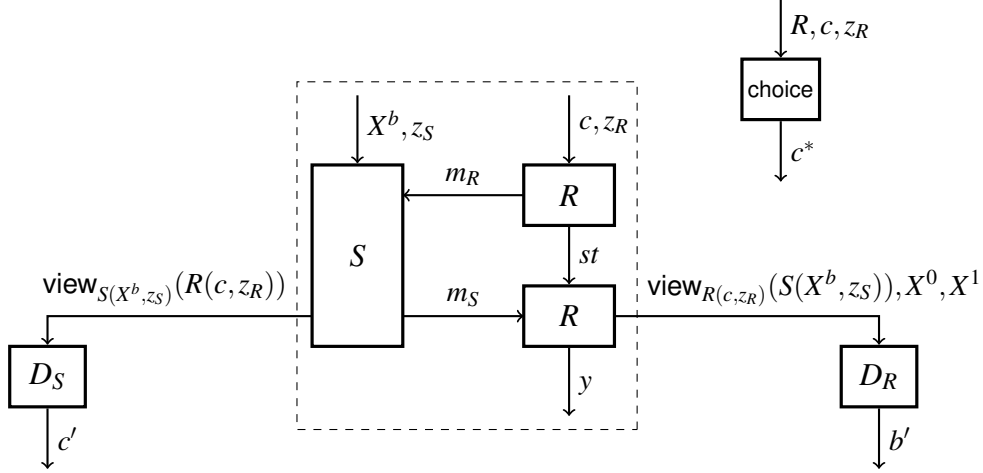 R, c, z_R
choice
c*
X^b, z_S
c, z_R
m_R
R
S
st
view_{S(X^b,z_S)}(R(c, z_R))
m_S
R
view_{R(c,z_R)}(S(X^b, z_S)), X^0, X^1
D_S
D_R
y
c′
b′